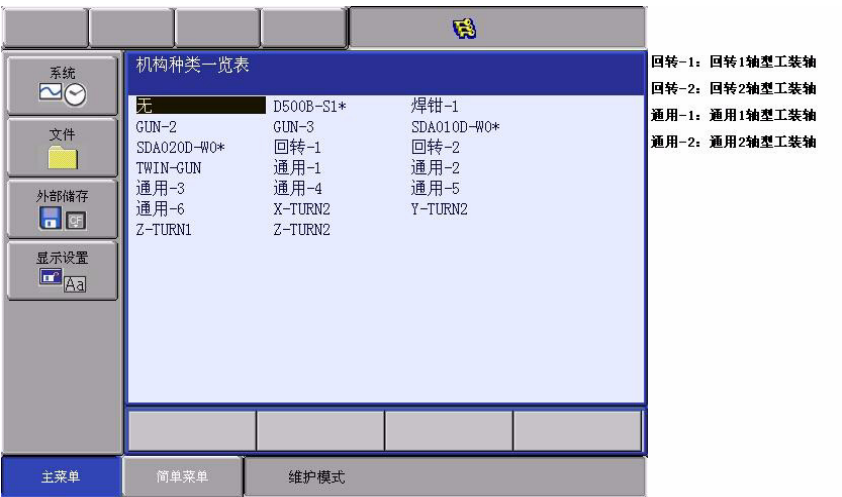 机构种类一览表
系统
文件
外部储存
CF
显示设置
Aa
无 D500B-S1* 焊钳-1
GUN-2 GUN-3 SDA010D-W0*
SDA020D-W0* 回转-1 回转-2
TWIN-GUN 通用-1 通用-2
通用-3 通用-4 通用-5
通用-6 X-TURN2 Y-TURN2
Z-TURN1 Z-TURN2
主菜单 简单菜单 维护模式
回转-1：回转1轴型工装轴
回转-2：回转2轴型工装轴
通用-1：通用1轴型工装轴
通用-2：通用2轴型工装轴